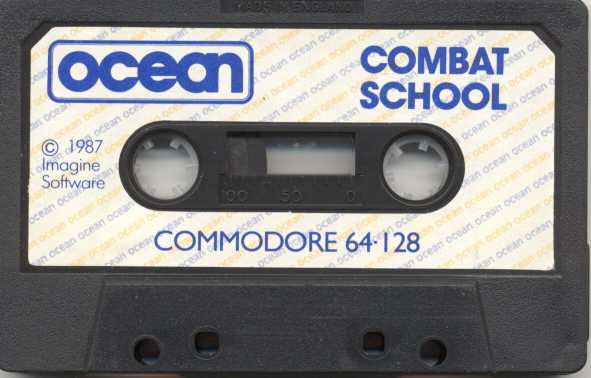 MADE IN ENGLAND
ocean
COMBAT
SCHOOL
© 1987
Imagine
Software
100 50 0
COMMODORE 64·128